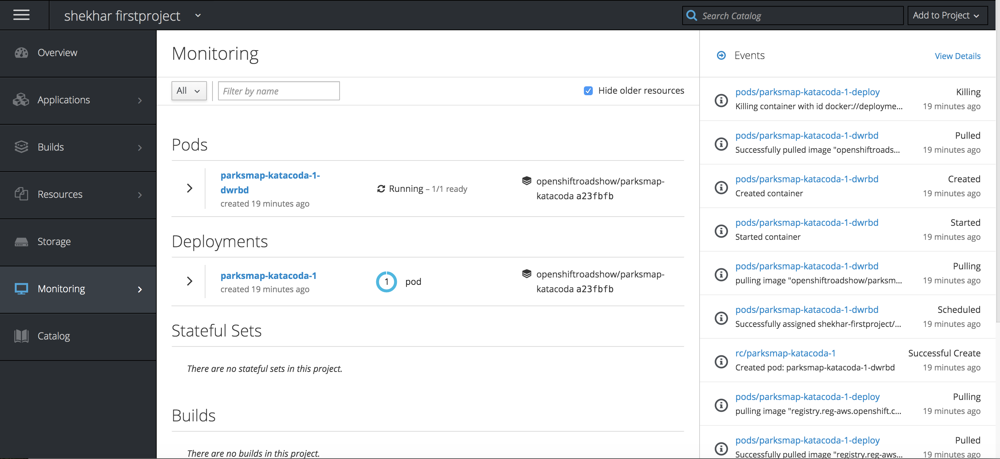 shekhar firstproject
Search Catalog
Add to Project
Overview
Applications
Builds
Resources
Storage
Monitoring
Catalog
Monitoring
All
Filter by name
Hide older resources
Pods
parksmap-katacoda-1-
dwrbd
created 19 minutes ago
Running – 1/1 ready
openshiftroadshow/parksmap-
katacoda a23fbfb
Deployments
parksmap-katacoda-1
created 19 minutes ago
1 pod
openshiftroadshow/parksmap-
katacoda a23fbfb
Stateful Sets
There are no stateful sets in this project.
Builds
There are no builds in this project.
Events
View Details
pods/parksmap-katacoda-1-deploy Killing
Killing container with id docker://deployme... 19 minutes ago
pods/parksmap-katacoda-1-dwrbd Pulled
Successfully pulled image "openshiftroads... 19 minutes ago
pods/parksmap-katacoda-1-dwrbd Created
Created container 19 minutes ago
pods/parksmap-katacoda-1-dwrbd Started
Started container 19 minutes ago
pods/parksmap-katacoda-1-dwrbd Pulling
pulling image "openshiftroadshow/parksm... 19 minutes ago
pods/parksmap-katacoda-1-dwrbd Scheduled
Successfully assigned shekhar-firstproject/... 19 minutes ago
rc/parksmap-katacoda-1 Successful Create
Created pod: parksmap-katacoda-1-dwrbd 19 minutes ago
pods/parksmap-katacoda-1-deploy Pulling
pulling image "registry.reg-aws.openshift.c... 19 minutes ago
pods/parksmap-katacoda-1-deploy Pulled
Successfully pulled image "registry.reg-aws... 19 minutes ago